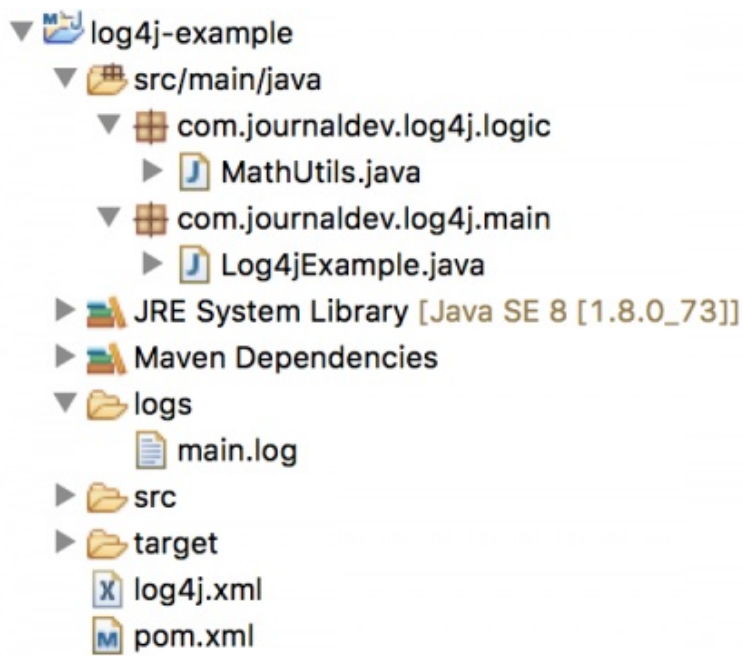 log4j-example
src/main/java
com.journaldev.log4j.logic
MathUtils.java
com.journaldev.log4j.main
Log4jExample.java
JRE System Library [Java SE 8 [1.8.0_73]]
Maven Dependencies
logs
main.log
src
target
log4j.xml
pom.xml